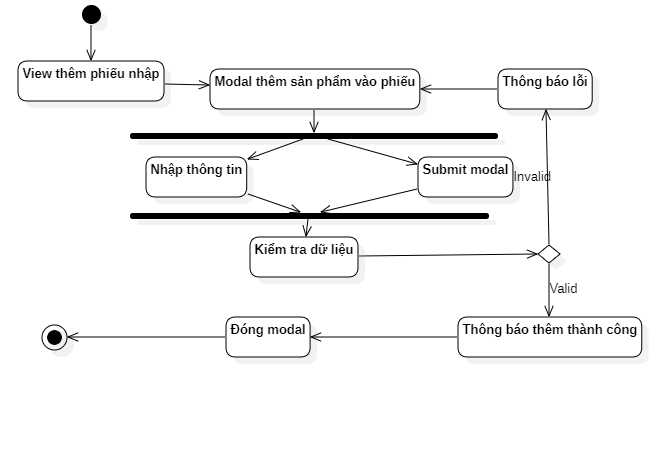 View thêm phiếu nhập
Modal thêm sản phẩm vào phiếu
Thông báo lỗi
Nhập thông tin
Submit modal
Invalid
Kiểm tra dữ liệu
Valid
Đóng modal
Thông báo thêm thành công